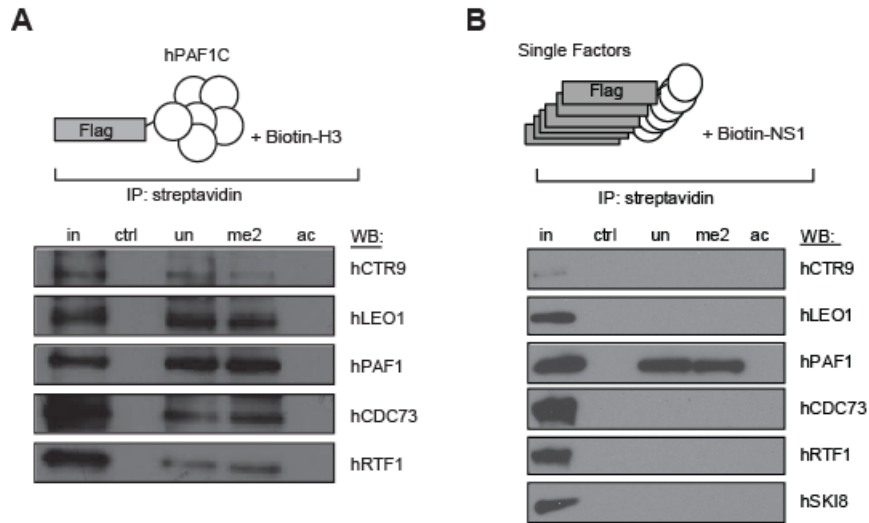 A
hPAF1C
Flag
+ Biotin-H3
IP: streptavidin
in ctrl un me2 ac WB:
hCTR9
hLEO1
hPAF1
hCDC73
hRTF1
B
Single Factors
Flag
+ Biotin-NS1
IP: streptavidin
in ctrl un me2 ac WB:
hCTR9
hLEO1
hPAF1
hCDC73
hRTF1
hSKI8